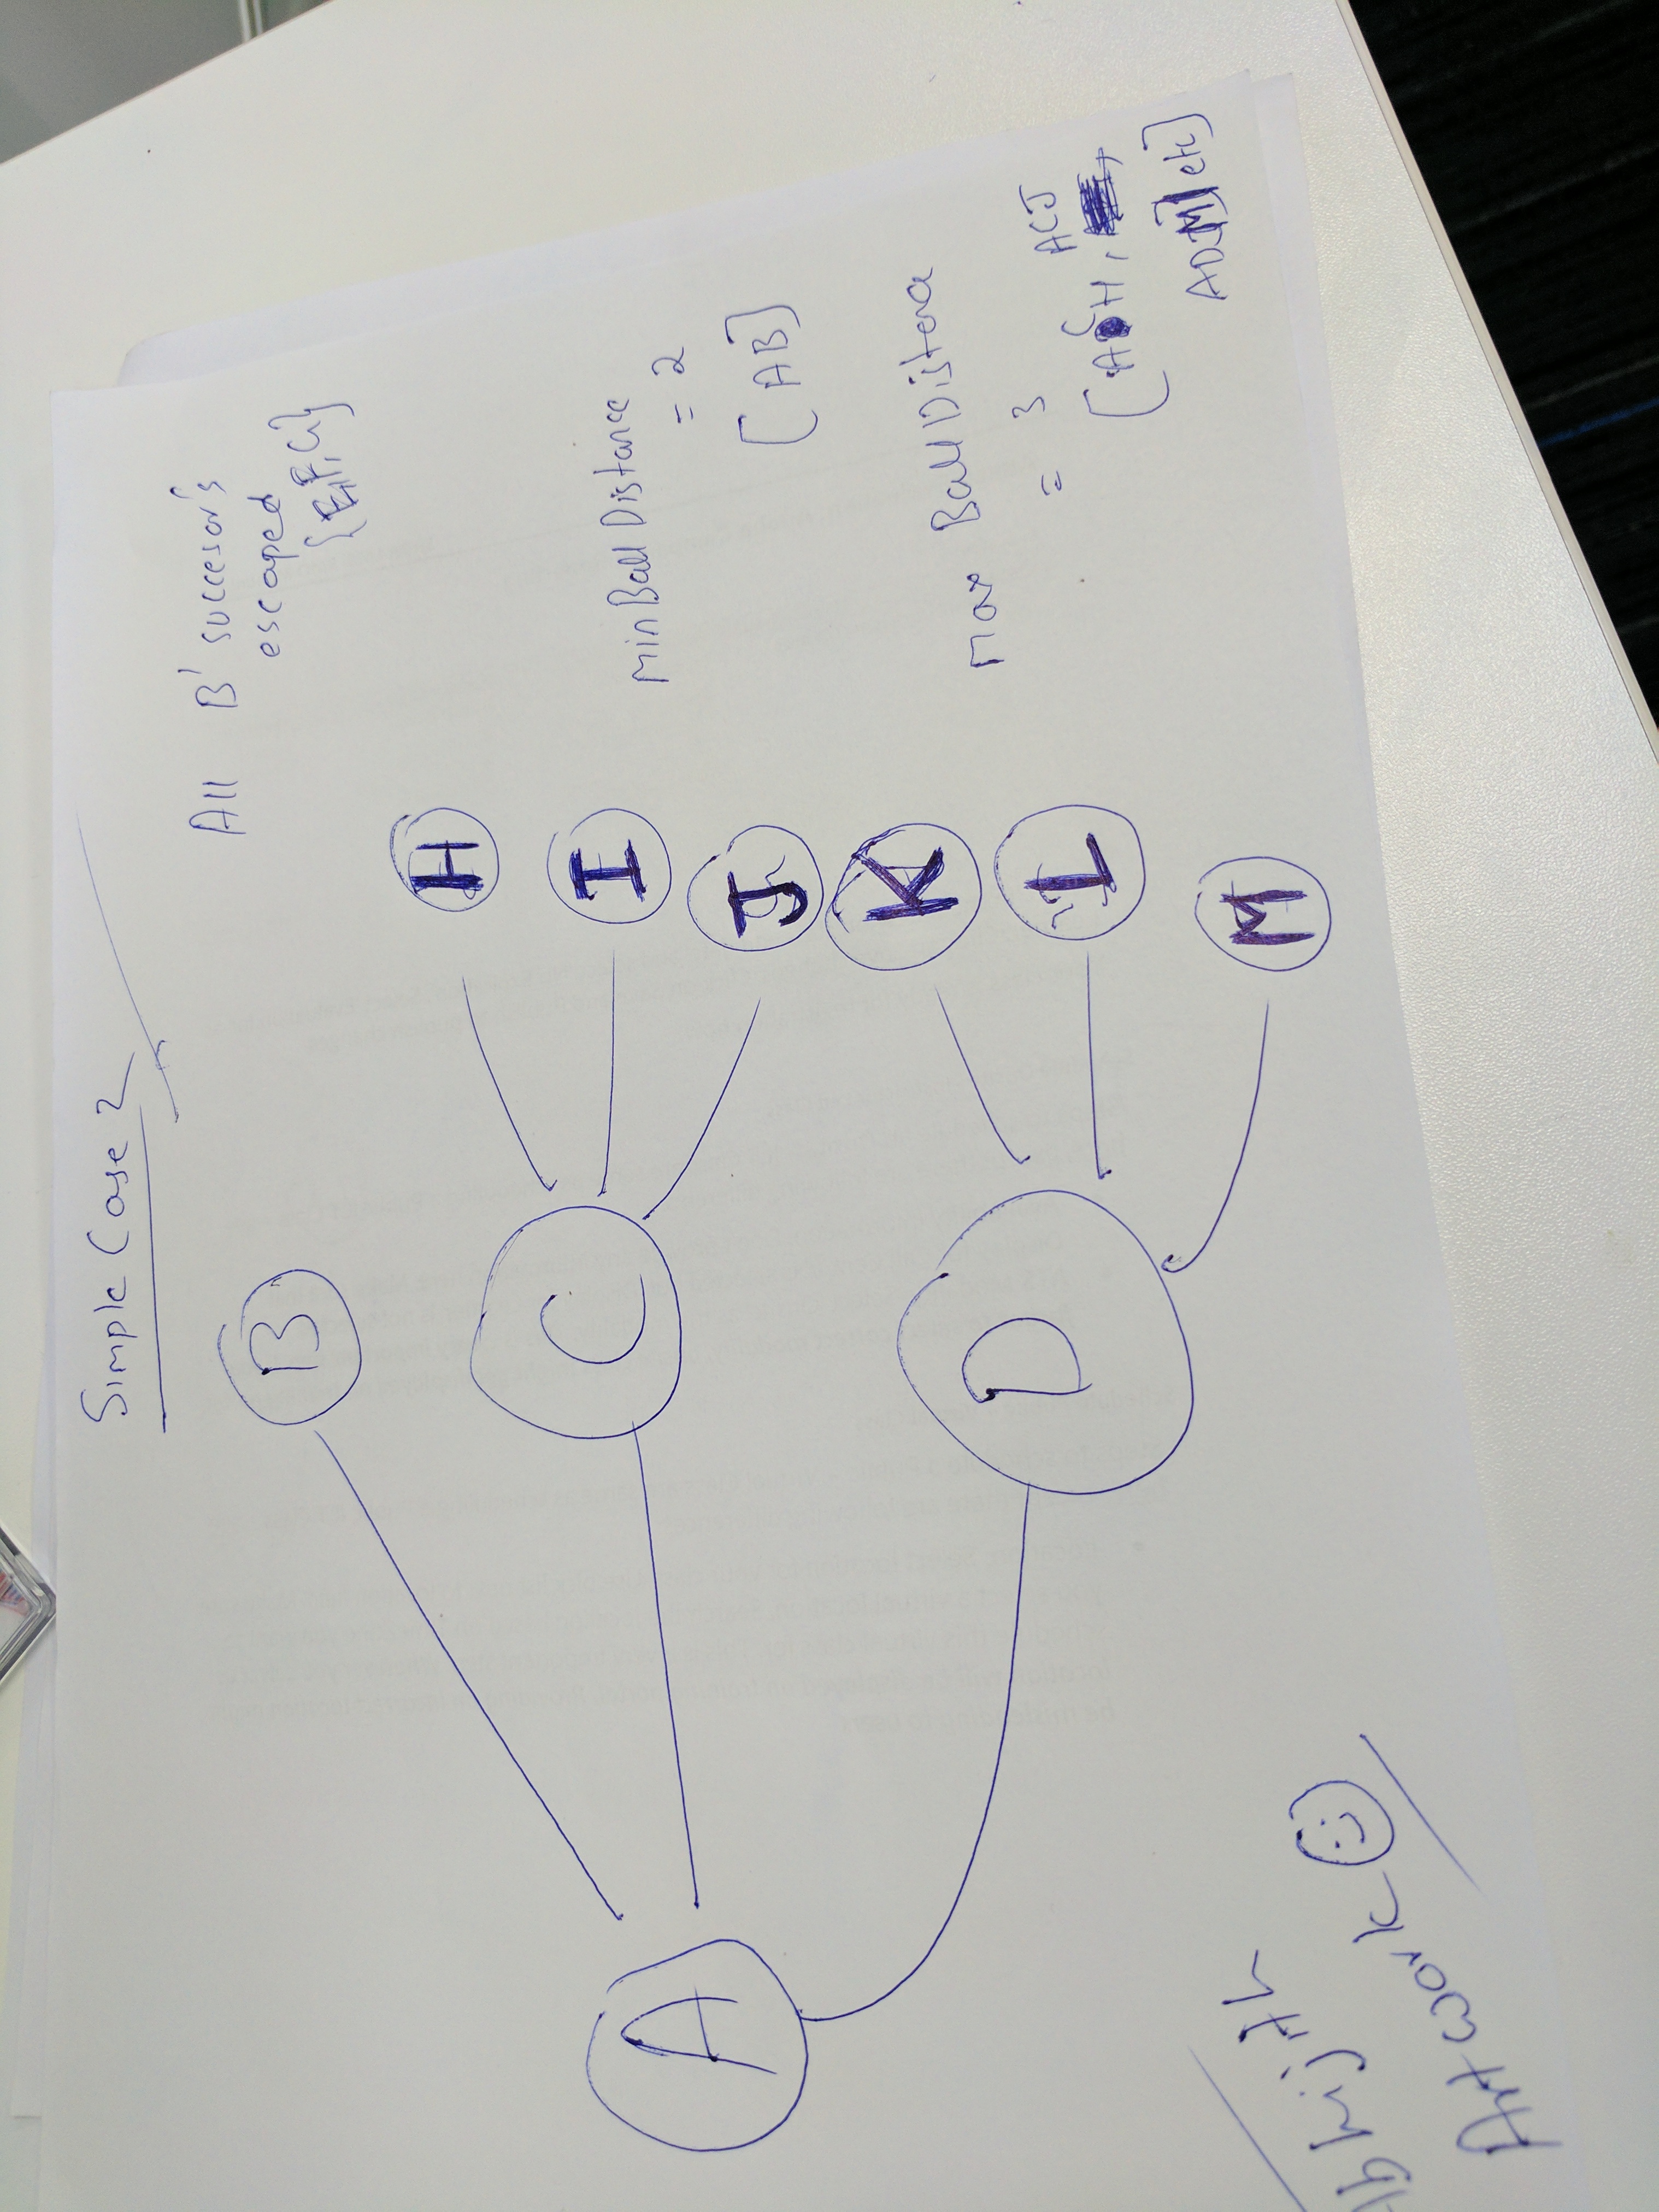 Simple Case 2
All B' succesor's
escaped
{E,F,G}
A
B
C
D
H
I
J
K
L
M
Min Ball Distance
= 2
[AB]
Max Ball Distence
= 3
[ACH, ACJ,
ADM etc]
Abhijith
Artwork